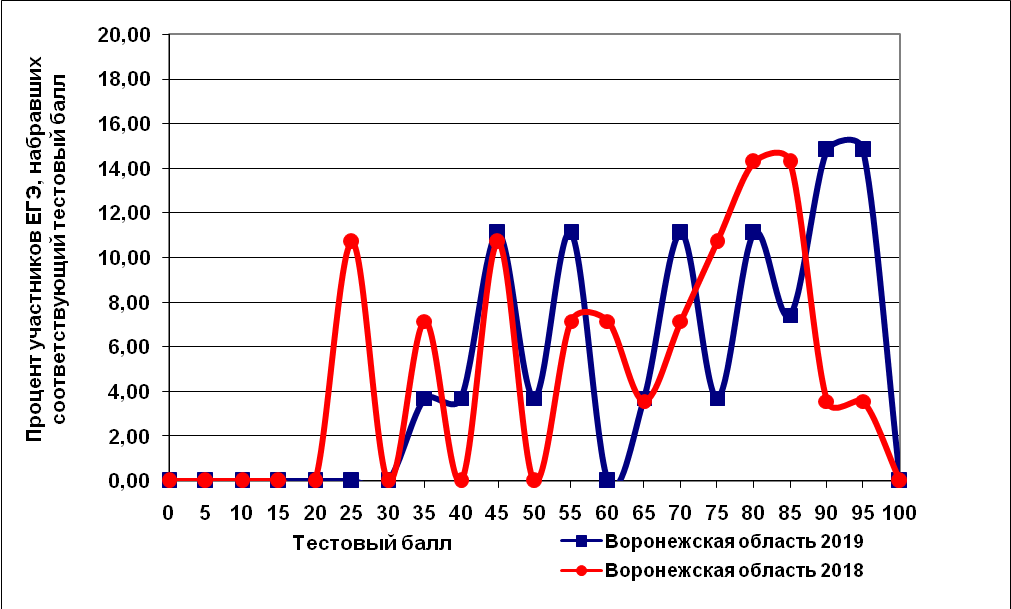 Процент участников ЕГЭ, набравших
соответствующий тестовый балл
20,00
18,00
16,00
14,00
12,00
10,00
8,00
6,00
4,00
2,00
0,00
0 5 10 15 20 25 30 35 40 45 50 55 60 65 70 75 80 85 90 95 100
Тестовый балл
Воронежская область 2019
Воронежская область 2018